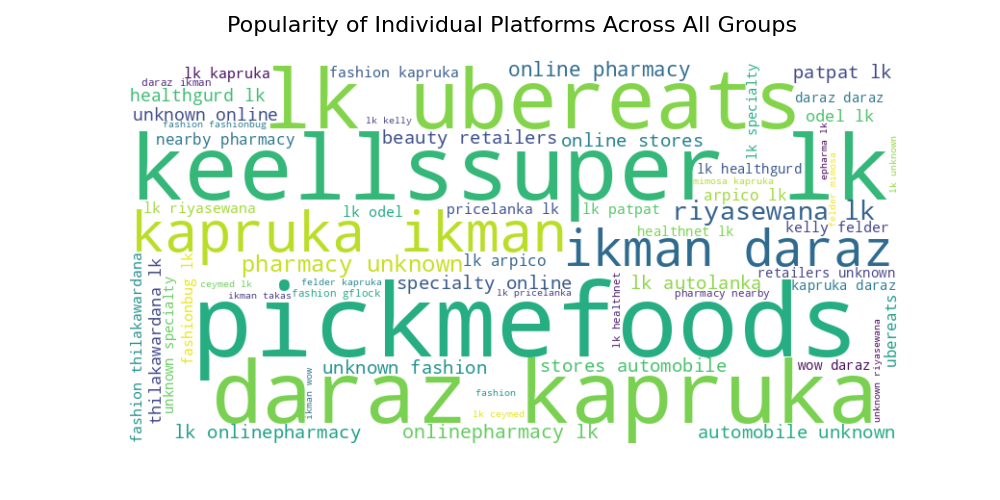 Popularity of Individual Platforms Across All Groups
lk kapruka
fashion kapruka
online pharmacy
patpat lk
daraz ikman
healthgurd lk
lk ubereats
lk specialty
daraz daraz
unknown online
odel lk
fashion fashionbug
lk kelly
nearby pharmacy
beauty retailers
online stores
epharma lk
lk unknown
keellssuper lk
lk healthgurd
mimosa kapruka
felder mimosa
arpico lk
lk riyasewana
lk odel
pricelanka lk
lk patpat
riyasewana lk
kapruka ikman
healthnet lk
kelly felder
ikman daraz
pharmacy unknown
lk arpico
retailers unknown
fashion thilakawardana
thilakawardana lk
unknown specialty
fashionbug lk
ceymed lk
felder kapruka
specialty online
lk healthnet
lk autolanka
kapruka daraz
ikman takas
fashion gflock
lk pricelanka
pharmacy nearby
ubereats
pickmefoods
unknown riyasewana
daraz kapruka
ikman wow
unknown fashion
stores automobile
wow daraz
fashion
lk ceymed
lk onlinepharmacy
onlinepharmacy lk
automobile unknown